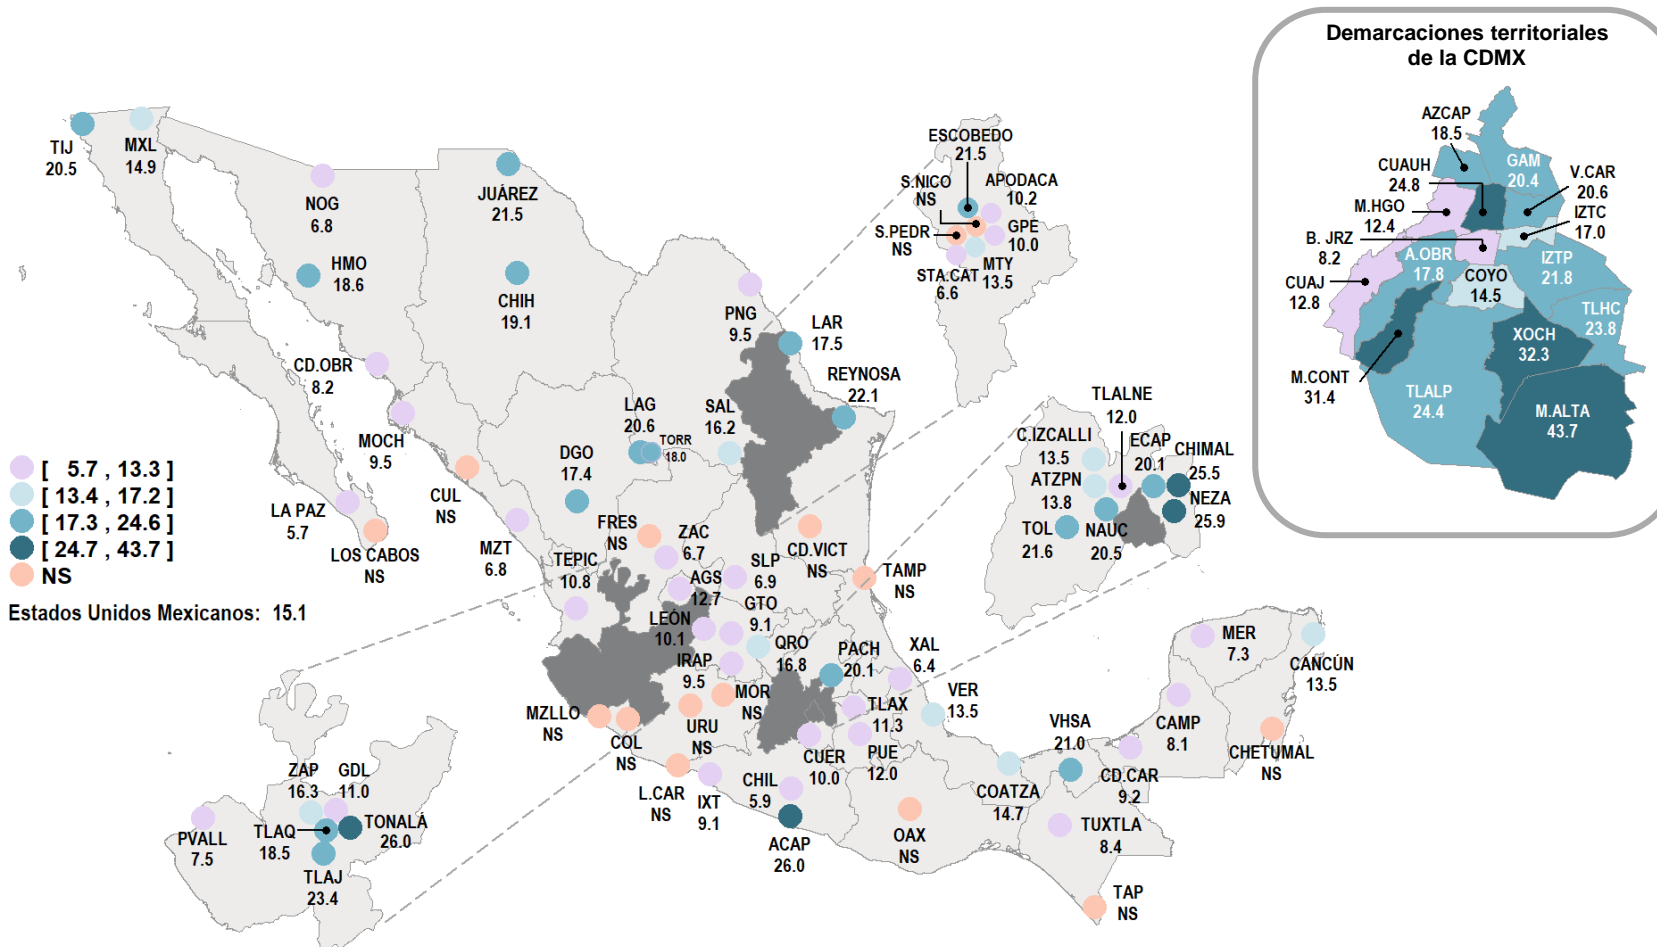 Demarcaciones territoriales
de la CDMX
AZCAP
18.5
CUAUH
24.8
GAM
20.4
V.CAR
20.6
M.HGO
12.4
IZTC
17.0
B. JRZ
8.2
A.OBR
17.8
COYO
14.5
IZTP
21.8
CUAJ
12.8
TLHC
23.8
XOCH
32.3
M.CONT
31.4
TLALP
24.4
M.ALTA
43.7
TIJ
20.5
MXL
14.9
NOG
6.8
HMO
18.6
JUÁREZ
21.5
CHIH
19.1
CD.OBR
8.2
MOCH
9.5
ESCOBEDO
21.5
S.NICO
NS
APODACA
10.2
S.PEDR
NS
GPE
10.0
STA.CAT
6.6
MTY
13.5
PNG
9.5
LAR
17.5
REYNOSA
22.1
LAG
20.6
TORR
18.0
SAL
16.2
DGO
17.4
TLALNE
12.0
C.IZCALLI
13.5
ECAP
20.1
CHIMAL
25.5
ATZPN
13.8
NEZA
25.9
TOL
21.6
NAUC
20.5
[ 5.7 , 13.3 ]
[ 13.4 , 17.2 ]
[ 17.3 , 24.6 ]
[ 24.7 , 43.7 ]
NS
Estados Unidos Mexicanos: 15.1
LA PAZ
5.7
LOS CABOS
NS
CUL
NS
MZT
6.8
FRES
NS
ZAC
6.7
TEPIC
10.8
AGS
12.7
SLP
6.9
CD.VICT
NS
TAMP
NS
LEÓN
10.1
GTO
9.1
IRAP
9.5
QRO
16.8
PACH
20.1
XAL
6.4
MZLLO
NS
COL
NS
URU
NS
MOR
NS
TLAX
11.3
VER
13.5
CUER
10.0
PUE
12.0
L.CAR
NS
IXT
9.1
CHIL
5.9
ACAP
26.0
OAX
NS
COATZA
14.7
VHSA
21.0
CD.CAR
9.2
TUXTLA
8.4
TAP
NS
MER
7.3
CANCÚN
13.5
CAMP
8.1
CHETUMAL
NS
ZAP
16.3
GDL
11.0
PVALL
7.5
TLAQ
18.5
TONALÁ
26.0
TLAJ
23.4